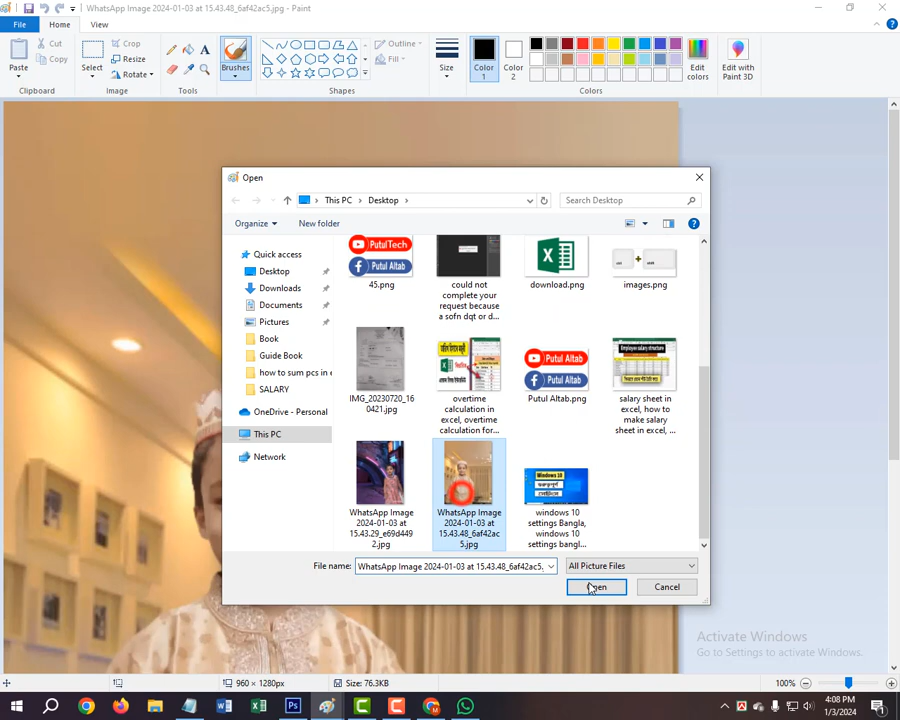 WhatsApp Image 2024-01-03 at 15.43.48_6af42ac5.jpg - Paint
File
Home
View
Paste
Cut
Copy
Clipboard
Select
Crop
Resize
Rotate
Image
A
Tools
Brushes
Outline
Fill
Shapes
Size
Color
1
Color
2
Edit
colors
Colors
Edit with
Paint 3D
Open
This PC
Desktop
Search Desktop
Organize
New folder
Quick access
Desktop
Downloads
Documents
Pictures
Book
Guide Book
how to sum pcs in e
SALARY
OneDrive - Personal
This PC
Network
PutulTech
Putul Altab
45.png
could not
complete your
request because
a sofn dqt or d...
download.png
+
images.png
IMG_20230720_16
0421.jpg
overtime
calculation in
excel, overtime
calculation for...
Putul Altab
Putul Altab
Putul Altab.png
Employee salary structure
salary sheet in
excel, how to
make salary
sheet in excel, ...
WhatsApp Image
2024-01-03 at
15.43.29_e69d449
2.jpg
WhatsApp Image
2024-01-03 at
15.43.48_6af42ac
5.jpg
Windows 10
windows 10
settings Bangla,
windows 10
settings bangl...
File name:
WhatsApp Image 2024-01-03 at 15.43.48_6af42ac5.
All Picture Files
Open
Cancel
Activate Windows
Go to Settings to activate Windows.
960 × 1280px
Size: 76.3KB
100%
4:08 PM
1/3/2024